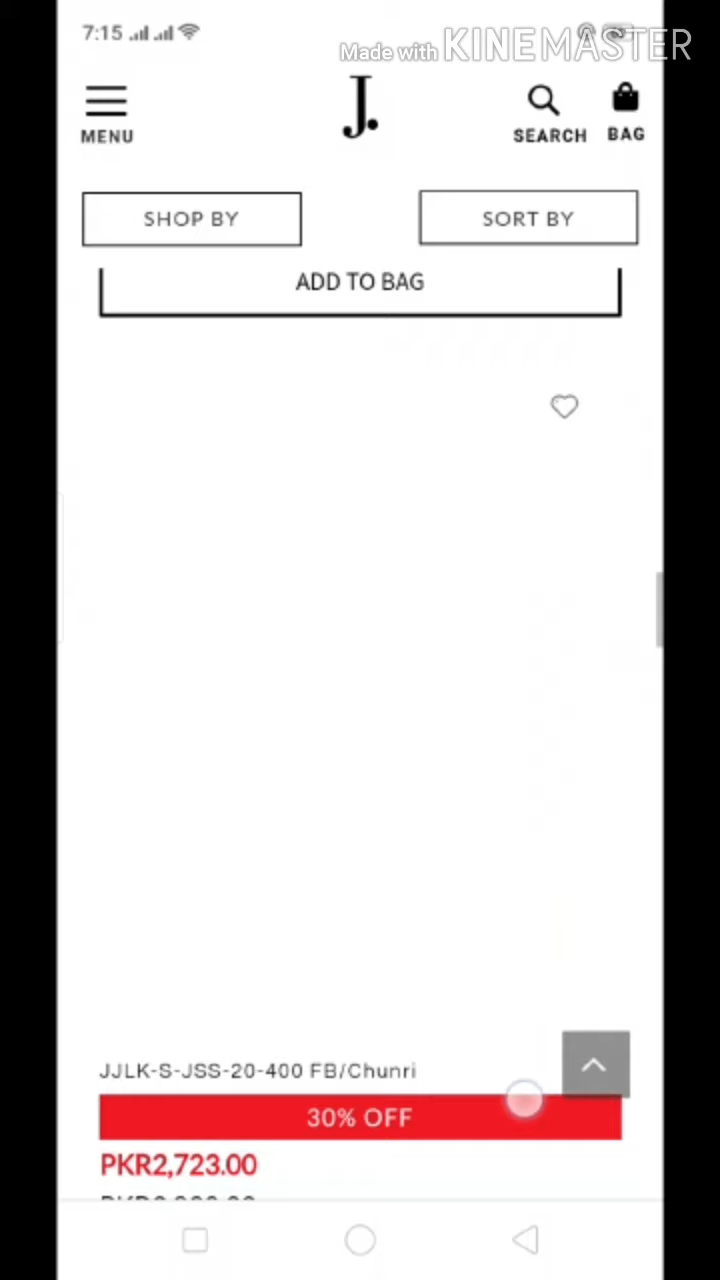 7:15
Made with KINEMASTER
J.
MENU
SEARCH
BAG
SHOP BY
SORT BY
ADD TO BAG
JJLK-S-JSS-20-400 FB/Chunri
30% OFF
PKR2,723.00